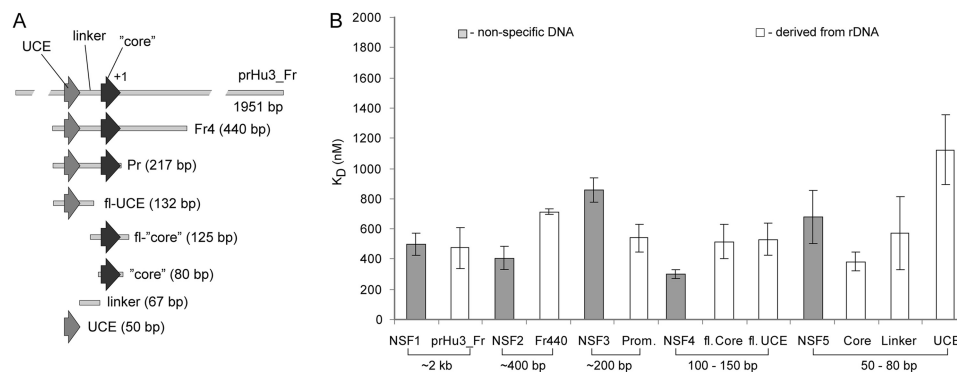 A
linker
"core"
UCE
+1
prHu3_Fr
1951 bp
Fr4 (440 bp)
Pr (217 bp)
fl-UCE (132 bp)
fl-"core" (125 bp)
"core" (80 bp)
linker (67 bp)
UCE (50 bp)
B
- non-specific DNA
- derived from rDNA
K_D (nM)
2000
1800
1600
1400
1200
1000
800
600
400
200
0
NSF1 prHu3_Fr NSF2 Fr440 NSF3 Prom. NSF4 fl. Core fl. UCE NSF5 Core Linker UCE
~2 kb ~400 bp ~200 bp 100 - 150 bp 50 - 80 bp